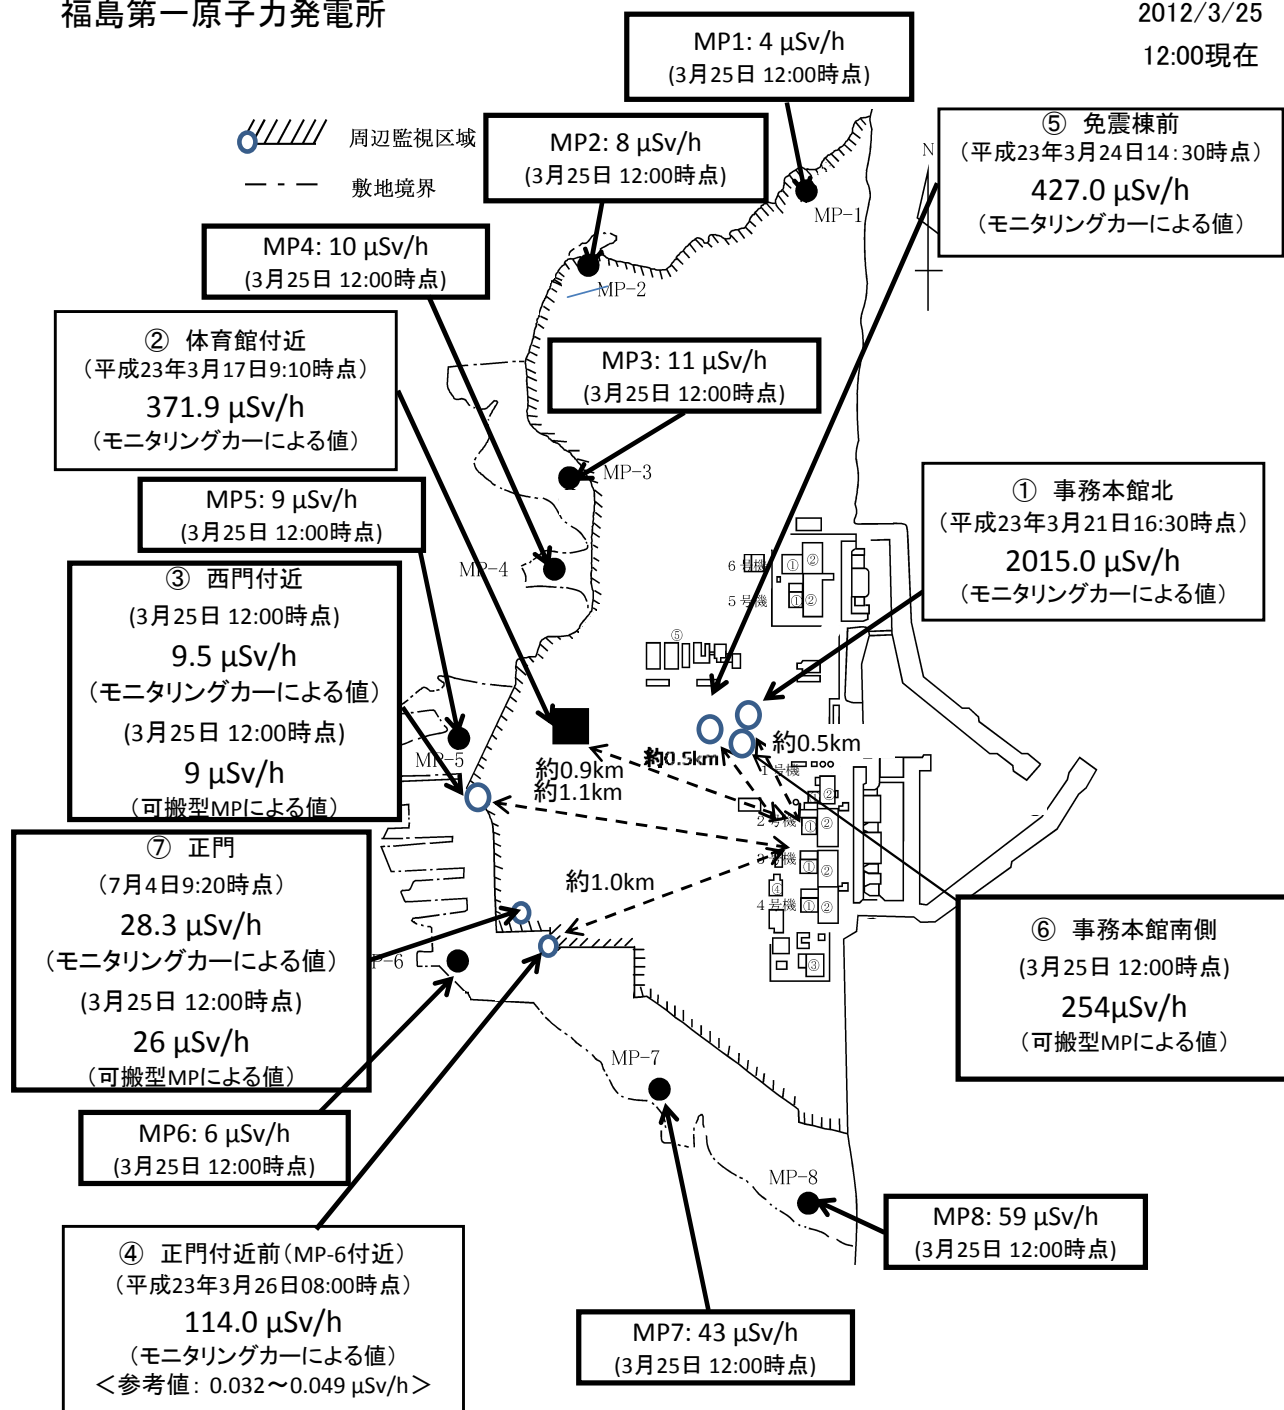 福島第一原子力発電所
2012/3/25
12:00現在
MP1: 4 μSv/h
(3月25日 12:00時点)
周辺監視区域
敷地境界
MP2: 8 μSv/h
(3月25日 12:00時点)
⑤ 免震棟前
(平成23年3月24日14:30時点)
427.0 μSv/h
(モニタリングカーによる値)
N
MP-1
MP4: 10 μSv/h
(3月25日 12:00時点)
MP-2
② 体育館付近
(平成23年3月17日9:10時点)
371.9 μSv/h
(モニタリングカーによる値)
MP3: 11 μSv/h
(3月25日 12:00時点)
MP-3
MP5: 9 μSv/h
(3月25日 12:00時点)
① 事務本館北
(平成23年3月21日16:30時点)
2015.0 μSv/h
(モニタリングカーによる値)
MP-4
6号機
① ②
5号機
① ②
③ 西門付近
(3月25日 12:00時点)
9.5 μSv/h
(モニタリングカーによる値)
(3月25日 12:00時点)
9 μSv/h
(可搬型MPによる値)
⑤
MP-5
約0.9km
約1.1km
約0.5km
約0.5km
1号機
②
2号機
① ②
3号機
① ②
④
4号機
① ②
③
約1.0km
⑦ 正門
(7月4日9:20時点)
28.3 μSv/h
(モニタリングカーによる値)
(3月25日 12:00時点)
26 μSv/h
(可搬型MPによる値)
P-6
⑥ 事務本館南側
(3月25日 12:00時点)
254μSv/h
(可搬型MPによる値)
MP-7
MP6: 6 μSv/h
(3月25日 12:00時点)
MP-8
MP8: 59 μSv/h
(3月25日 12:00時点)
④ 正門付近前(MP-6付近)
(平成23年3月26日08:00時点)
114.0 μSv/h
(モニタリングカーによる値)
<参考値: 0.032~0.049 μSv/h>
MP7: 43 μSv/h
(3月25日 12:00時点)